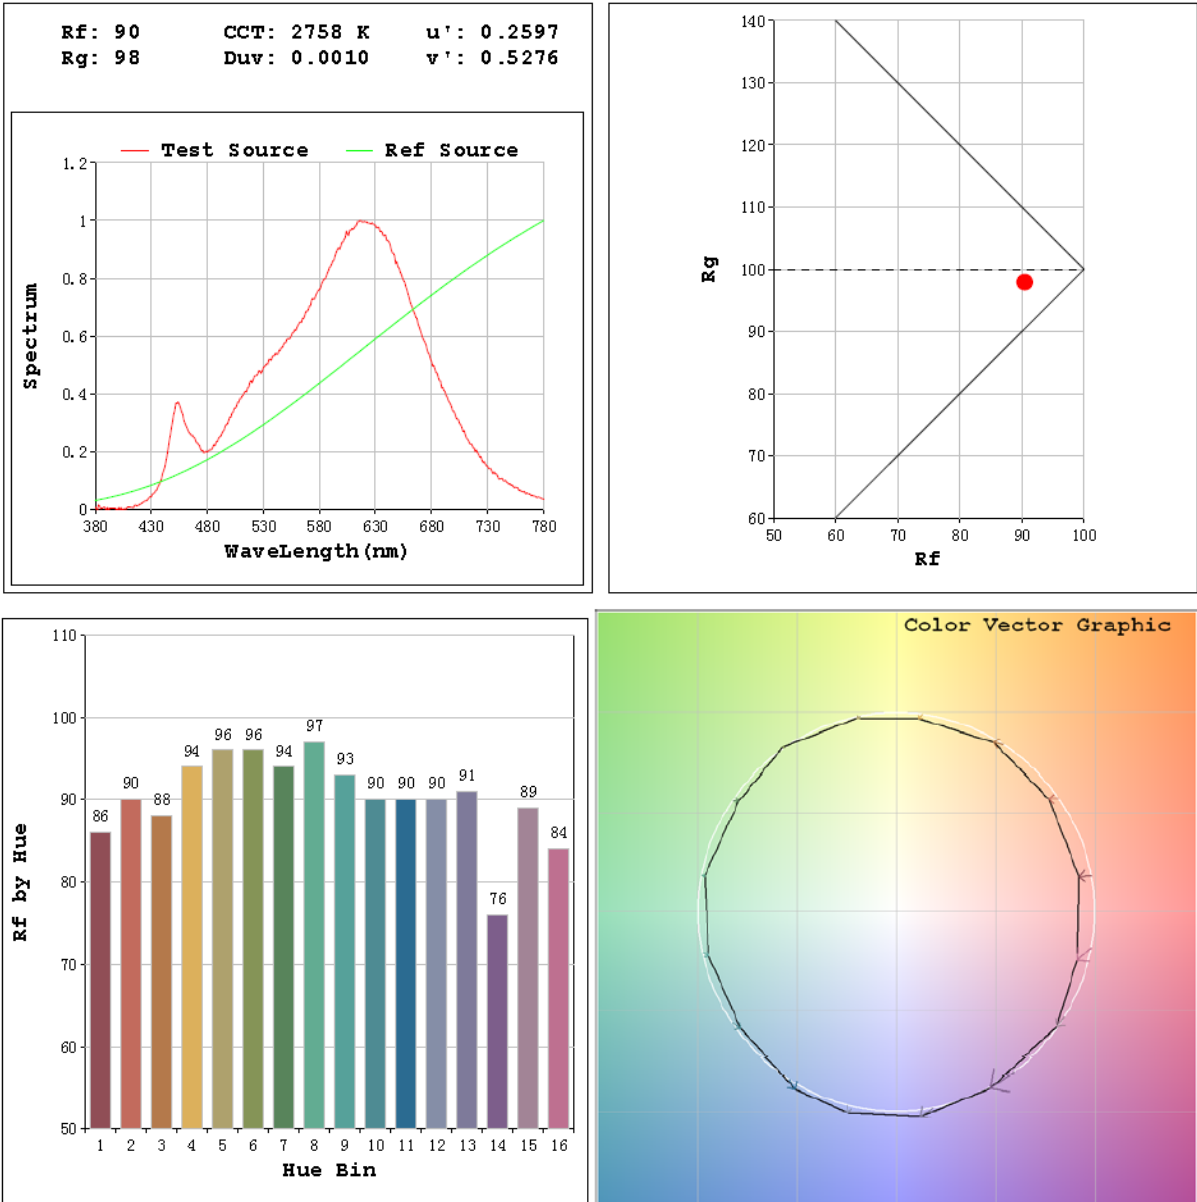 Rf: 90 CCT: 2758 K u': 0.2597
Rg: 98 Duv: 0.0010 v': 0.5276
Test Source Ref Source
1.2
1
0.8
0.6
0.4
0.2
0
Spectrum
380 430 480 530 580 630 680 730 780
WaveLength(nm)
140
130
120
110
100
90
80
70
60
Rg
50 60 70 80 90 100
Rf
110
100
90
80
70
60
50
Rf by Hue
86 90 88 94 96 96 94 97 93 90 90 90 91 76 89 84
1 2 3 4 5 6 7 8 9 10 11 12 13 14 15 16
Hue Bin
Color Vector Graphic